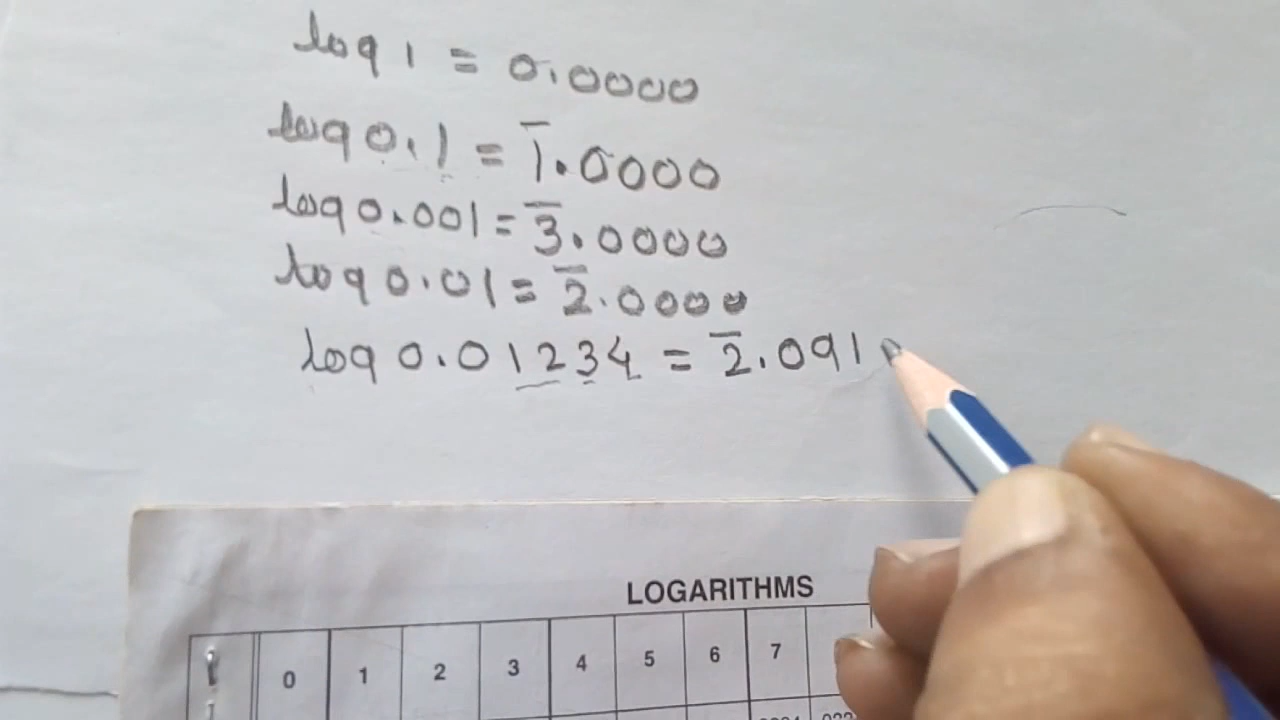 log 1 = 0.0000
log 0.1 = 1̅.0000
log 0.001 = 3̅.0000
log 0.01 = 2̅.0000
log 0.01234 = 2̅.091
LOGARITHMS
0 1 2 3 4 5 6 7